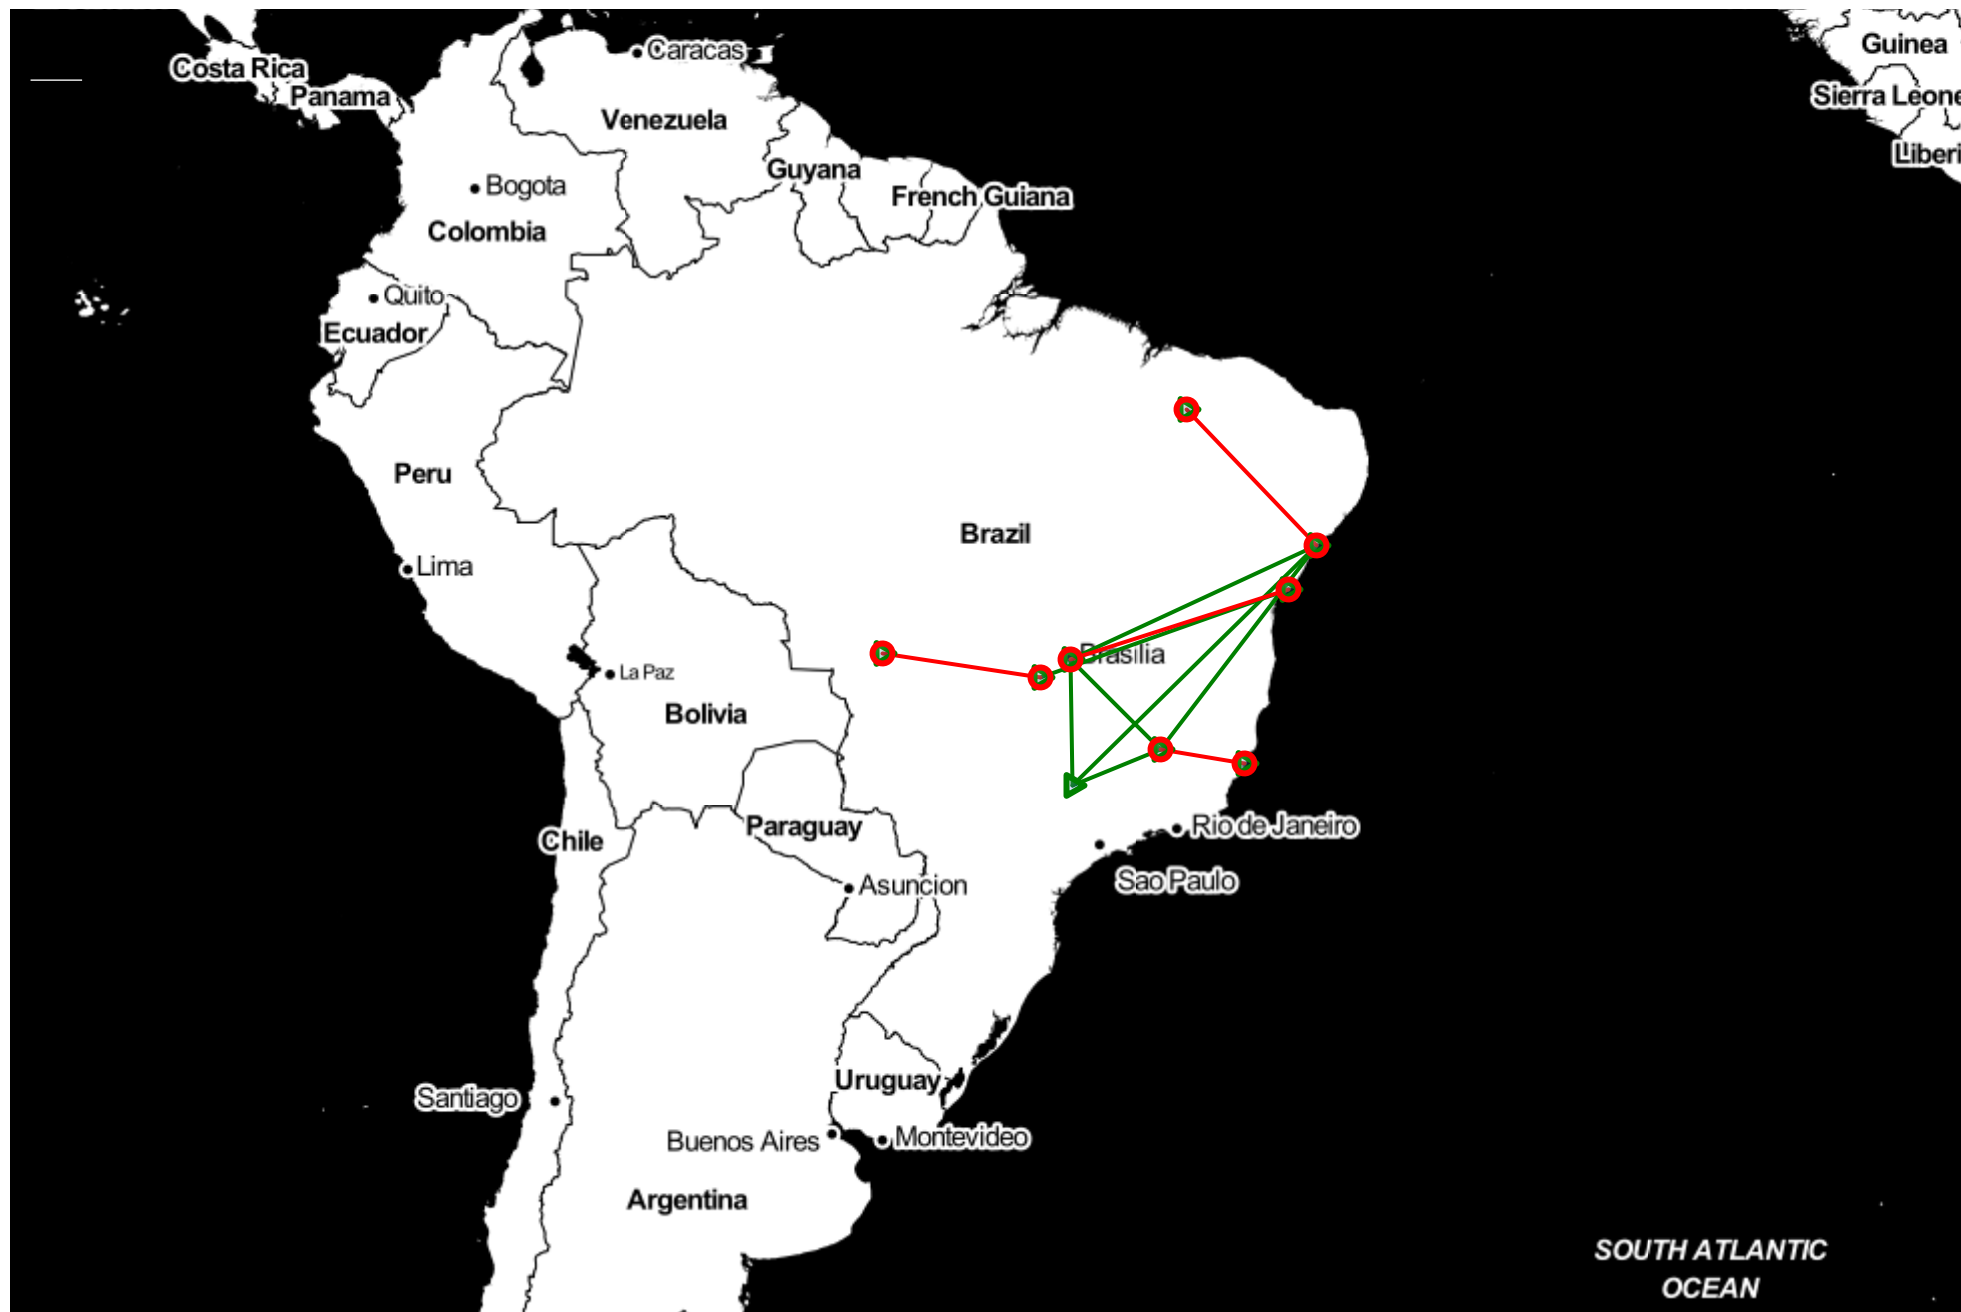 Caracas
Costa Rica
Panama
Venezuela
Guinea
Sierra Leone
Liberi
Guyana
French Guiana
Bogota
Colombia
Quito
Ecuador
Peru
Brazil
Lima
Brasilia
La Paz
Bolivia
Paraguay
Rio de Janeiro
Chile
Sao Paulo
Asuncion
Uruguay
Santiago
Buenos Aires
Montevideo
Argentina
SOUTH ATLANTIC
OCEAN